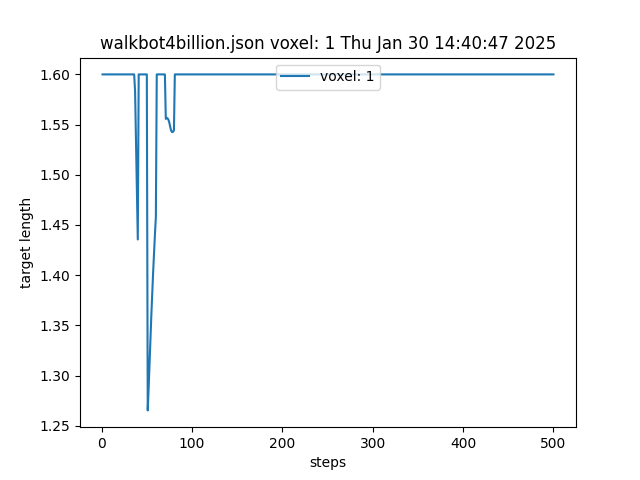 walkbot4billion.json voxel: 1 Thu Jan 30 14:40:47 2025
voxel: 1
target length
1.60
1.55
1.50
1.45
1.40
1.35
1.30
1.25
0 100 200 300 400 500
steps